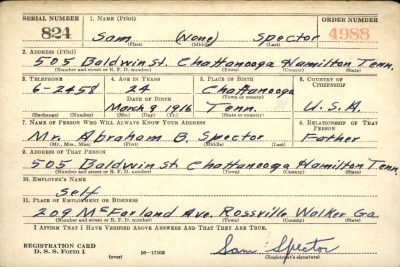 SERIAL NUMBER 1. NAME (Print) ORDER NUMBER
824 Sam (None) Spector 4988
(First) (Middle) (Last)
2. ADDRESS (Print)
505 Baldwin St. Chattanooga Hamilton Tenn.
(Number and street or R. F. D. number) (Town) (County) (State)
3. TELEPHONE 4. AGE IN YEARS 5. PLACE OF BIRTH 6. COUNTRY OF CITIZENSHIP
6-2458 24 Chattanooga
DATE OF BIRTH (Town or county)
March 9 1916 Tenn. U.S.A.
(Exchange) (Number) (Mo.) (Day) (Yr.) (State or country)
7. NAME OF PERSON WHO WILL ALWAYS KNOW YOUR ADDRESS 8. RELATIONSHIP OF THAT PERSON
Mr. Abraham B. Spector Father
(Mr., Mrs., Miss) (First) (Middle) (Last)
9. ADDRESS OF THAT PERSON
505 Baldwin St. Chattanooga Hamilton Tenn.
(Number and street or R. F. D. number) (Town) (County) (State)
10. EMPLOYER'S NAME
Self
11. PLACE OF EMPLOYMENT OR BUSINESS
209 McFarland Ave. Rossville Walker Ga.
(Number and street or R. F. D. number) (Town) (County) (State)
I AFFIRM THAT I HAVE VERIFIED ABOVE ANSWERS AND THAT THEY ARE TRUE.
REGISTRATION CARD Sam Spector
D. S. S. Form 1 (over) (Registrant's signature)